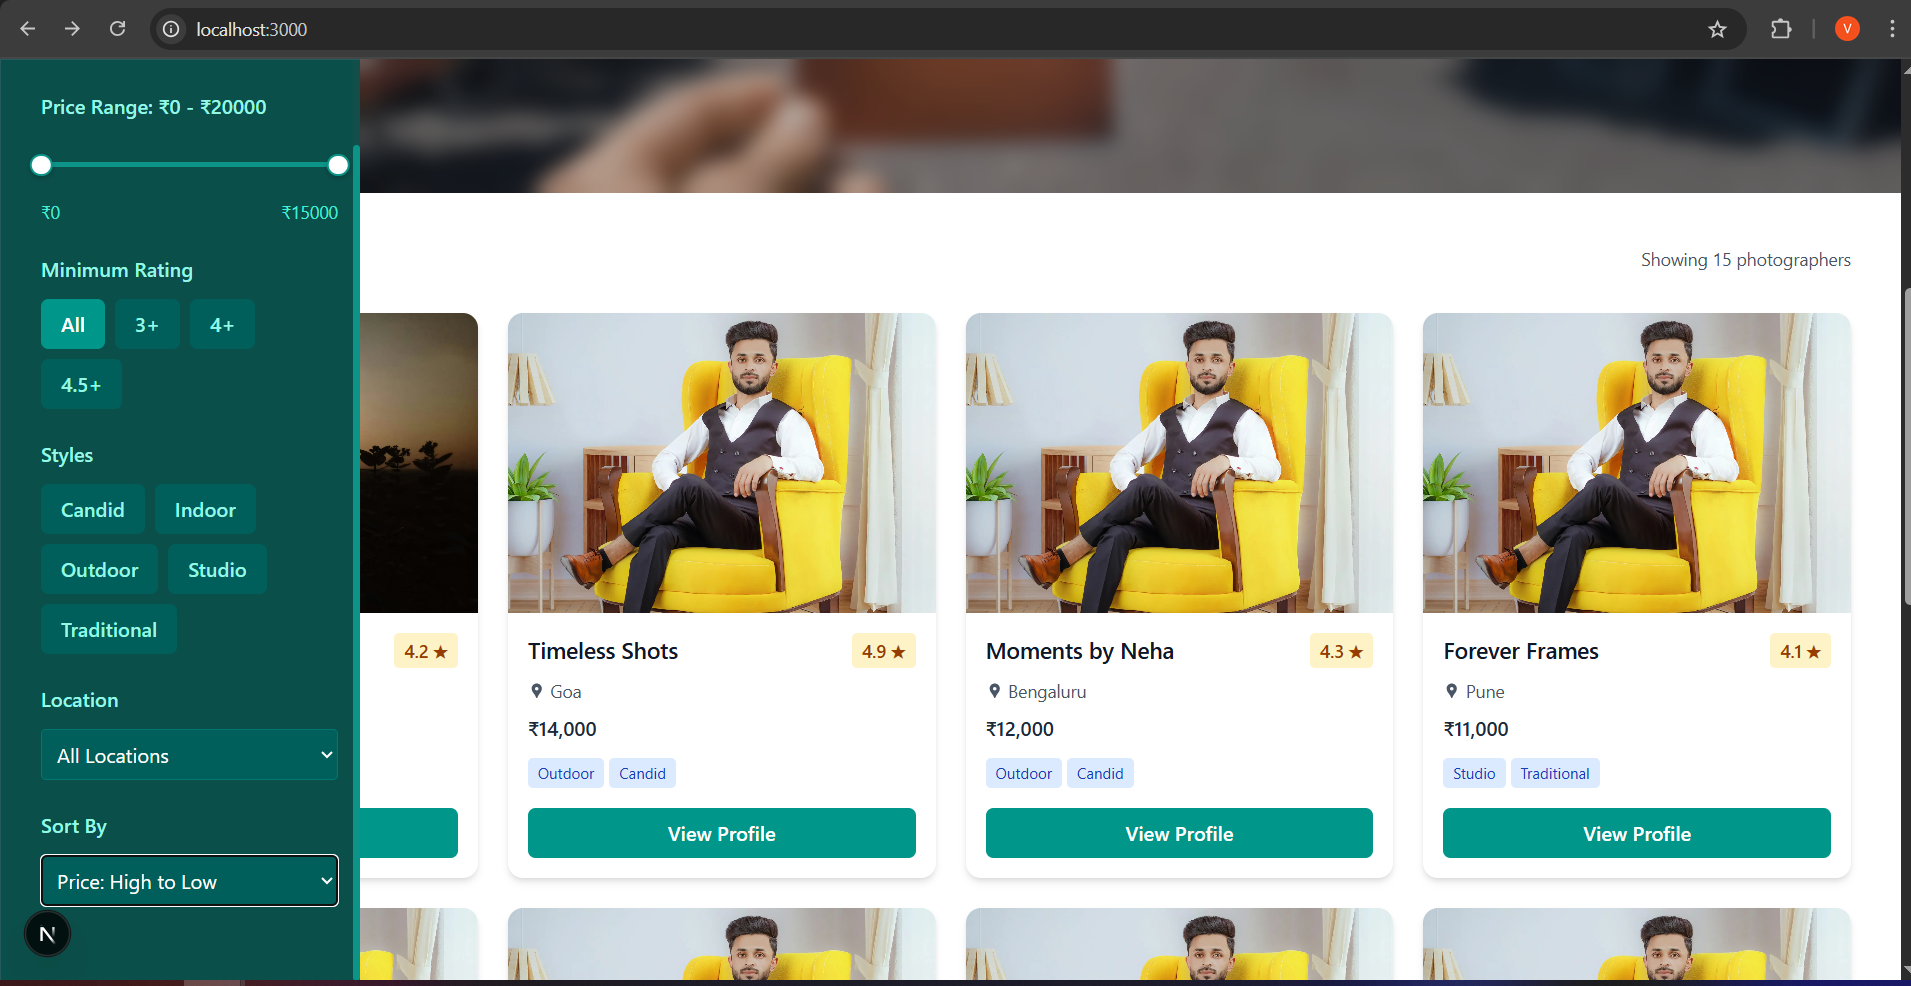 localhost:3000
V
Price Range: ₹0 - ₹20000
₹0 ₹15000
Minimum Rating
All 3+ 4+
4.5+
Styles
Candid Indoor
Outdoor Studio
Traditional
Location
All Locations
Sort By
Price: High to Low
N
Showing 15 photographers
4.2 ★
Timeless Shots 4.9 ★
Goa
₹14,000
Outdoor Candid
View Profile
Moments by Neha 4.3 ★
Bengaluru
₹12,000
Outdoor Candid
View Profile
Forever Frames 4.1 ★
Pune
₹11,000
Studio Traditional
View Profile